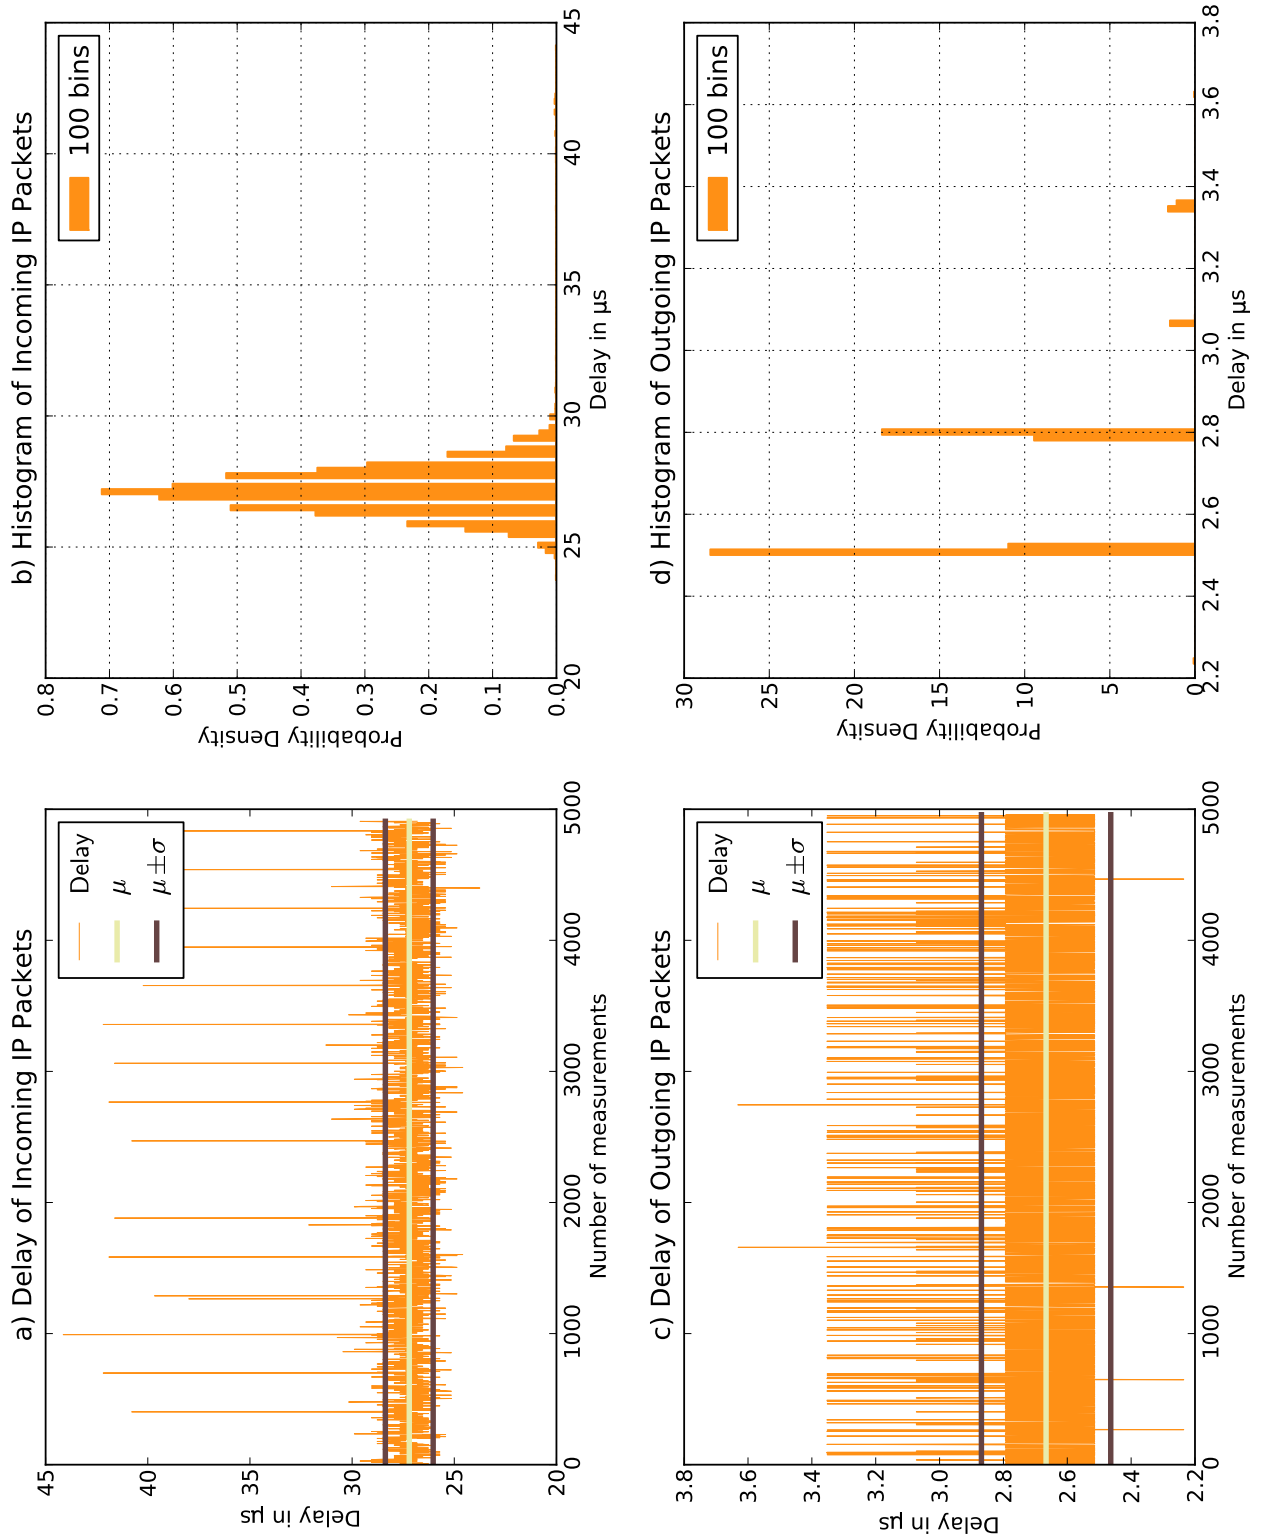 a) Delay of Incoming IP Packets
Delay in µs
45
40
35
30
25
20
0
1000
2000
3000
4000
5000
Number of measurements
Delay
μ
μ ±σ
b) Histogram of Incoming IP Packets
Probability Density
0.8
0.7
0.6
0.5
0.4
0.3
0.2
0.1
0.0
20
25
30
35
40
45
Delay in µs
100 bins
c) Delay of Outgoing IP Packets
Delay in µs
3.8
3.6
3.4
3.2
3.0
2.8
2.6
2.4
2.2
0
1000
2000
3000
4000
5000
Number of measurements
Delay
μ
μ ±σ
d) Histogram of Outgoing IP Packets
Probability Density
30
25
20
15
10
5
0
2.2
2.4
2.6
2.8
3.0
3.2
3.4
3.6
3.8
Delay in µs
100 bins